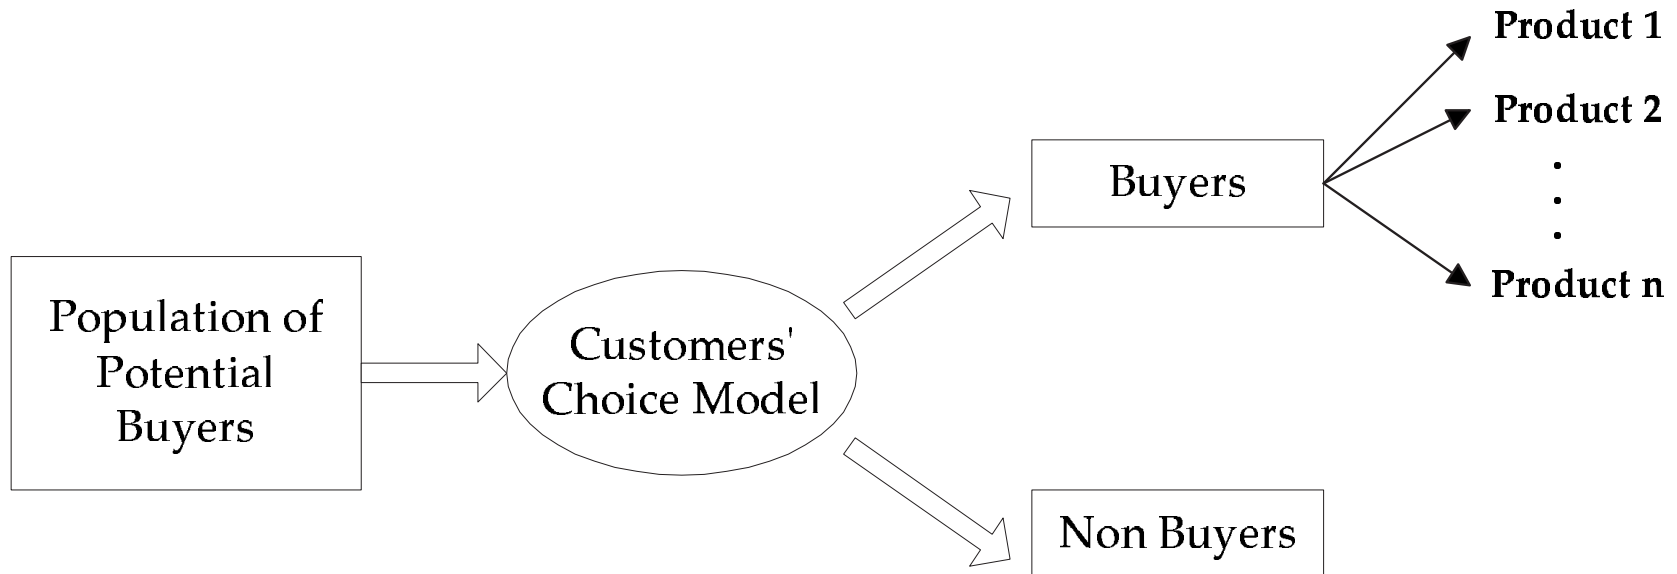 Product 1
Product 2
.
.
.
Product n
Buyers
Population of
Potential
Buyers
Customers'
Choice Model
Non Buyers